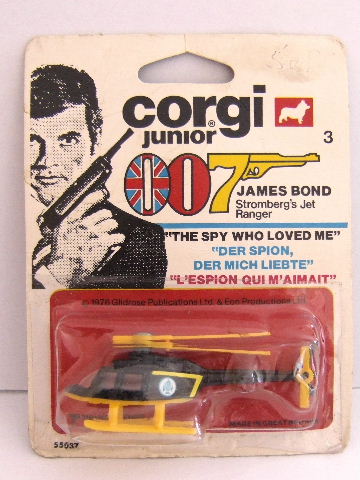 corgi®
junior
3
007
JAMES BOND
Stromberg's Jet
Ranger
"THE SPY WHO LOVED ME"
"DER SPION,
DER MICH LIEBTE"
"L'ESPION QUI M'AIMAIT"
© 1976 Glidrose Publications Ltd. & Eon Productions Ltd.
MADE IN GREAT BRITAIN
55637